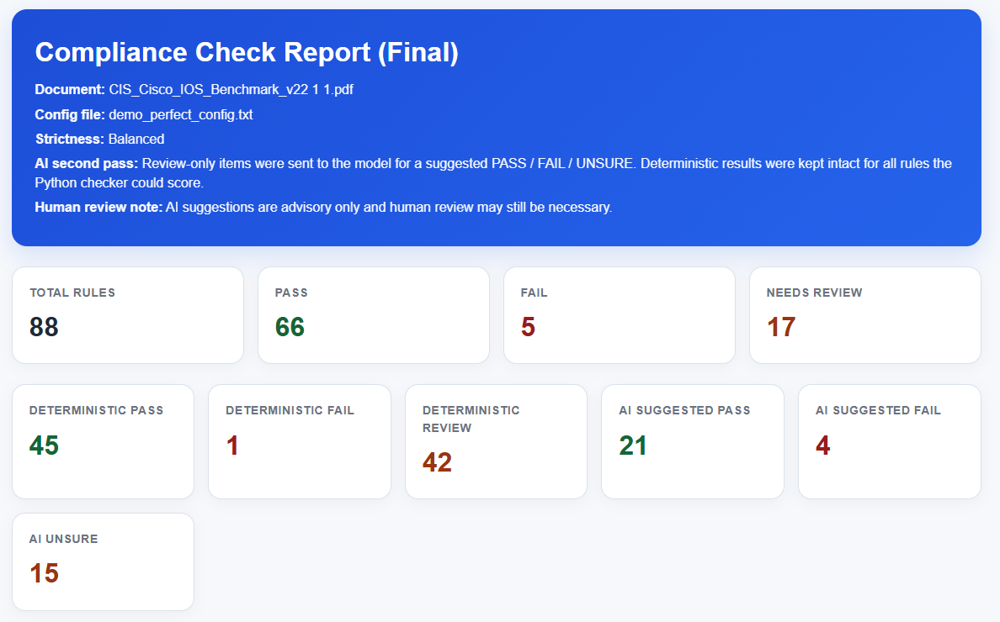 Compliance Check Report (Final)
Document: CIS_Cisco_IOS_Benchmark_v22 1 1.pdf
Config file: demo_perfect_config.txt
Strictness: Balanced
AI second pass: Review-only items were sent to the model for a suggested PASS / FAIL / UNSURE. Deterministic results were kept intact for all rules the
Python checker could score.
Human review note: AI suggestions are advisory only and human review may still be necessary.
TOTAL RULES
88
PASS
66
FAIL
5
NEEDS REVIEW
17
DETERMINISTIC PASS
45
DETERMINISTIC FAIL
1
DETERMINISTIC
REVIEW
42
AI SUGGESTED PASS
21
AI SUGGESTED FAIL
4
AI UNSURE
15